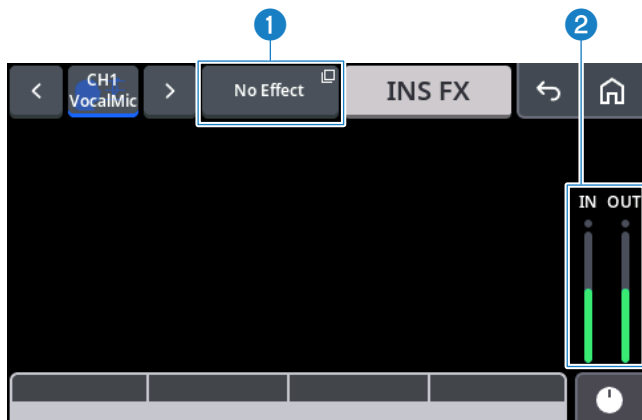 1
2
CH1
VocalMic
No Effect
INS FX
IN OUT